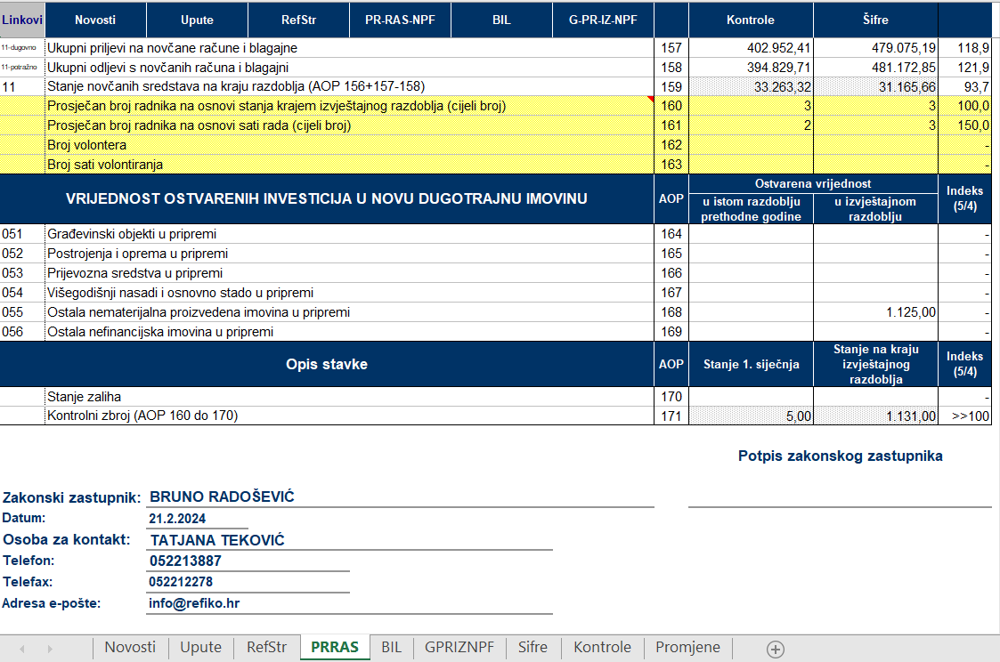 Linkovi Novosti Upute RefStr PR-RAS-NPF BIL G-PR-IZ-NPF Kontrole Šifre
11-dugovno Ukupni priljevi na novčane račune i blagajne 157 402.952,41 479.075,19 118,9
11-potražno Ukupni odljevi s novčanih računa i blagajni 158 394.829,71 481.172,85 121,9
11 Stanje novčanih sredstava na kraju razdoblja (AOP 156+157-158) 159 33.263,32 31.165,66 93,7
Prosječan broj radnika na osnovi stanja krajem izvještajnog razdoblja (cijeli broj) 160 3 3 100,0
Prosječan broj radnika na osnovi sati rada (cijeli broj) 161 2 3 150,0
Broj volontera 162 -
Broj sati volontiranja 163 -
VRIJEDNOST OSTVARENIH INVESTICIJA U NOVU DUGOTRAJNU IMOVINU AOP Ostvarena vrijednost Indeks (5/4)
u istom razdoblju prethodne godine u izvještajnom razdoblju
051 Građevinski objekti u pripremi 164 -
052 Postrojenja i oprema u pripremi 165 -
053 Prijevozna sredstva u pripremi 166 -
054 Višegodišnji nasadi i osnovno stado u pripremi 167 -
055 Ostala nematerijalna proizvedena imovina u pripremi 168 1.125,00 -
056 Ostala nefinancijska imovina u pripremi 169 -
Opis stavke AOP Stanje 1. siječnja Stanje na kraju izvještajnog razdoblja Indeks (5/4)
Stanje zaliha 170 -
Kontrolni zbroj (AOP 160 do 170) 171 5,00 1.131,00 >>100
Potpis zakonskog zastupnika
Zakonski zastupnik: BRUNO RADOŠEVIĆ
Datum: 21.2.2024
Osoba za kontakt: TATJANA TEKOVIĆ
Telefon: 052213887
Telefax: 052212278
Adresa e-pošte: info@refiko.hr
Novosti Upute RefStr PRRAS BIL GPRIZNPF Sifre Kontrole Promjene